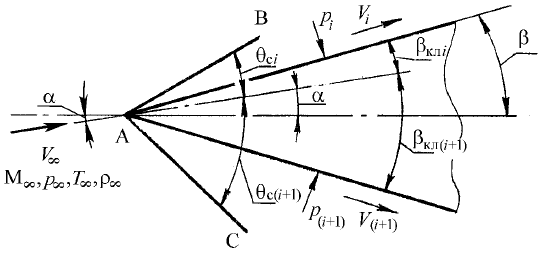 B
p_i
V_i
θ_ci
β_клi
β
α
α
A
V_∞
M_∞, p_∞, T_∞, ρ_∞
β_кл(i+1)
θ_c(i+1)
p_(i+1)
V_(i+1)
C